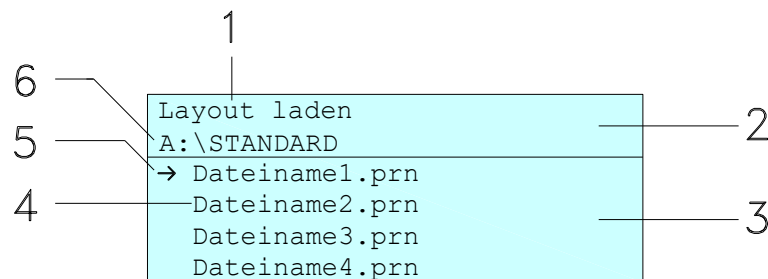 1
6
Layout laden
2
A:\STANDARD
5
→ Dateiname1.prn
4
Dateiname2.prn
3
Dateiname3.prn
Dateiname4.prn